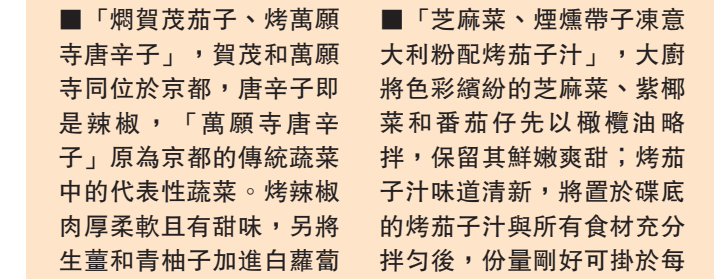 ■「燜賀茂茄子、烤萬願
寺唐辛子」，賀茂和萬願
寺同位於京都，唐辛子即
是辣椒，「萬願寺唐辛
子」原為京都的傳統蔬菜
中的代表性蔬菜。烤辣椒
肉厚柔軟且有甜味，另將
生薑和青柚子加進白蘿蔔
■「芝麻菜、煙燻帶子凍意
大利粉配烤茄子汁」，大廚
將色彩繽紛的芝麻菜、紫椰
菜和番茄仔先以橄欖油略
拌，保留其鮮嫩爽甜；烤茄
子汁味道清新，將置於碟底
的烤茄子汁與所有食材充分
拌勻後，份量剛好可掛於每